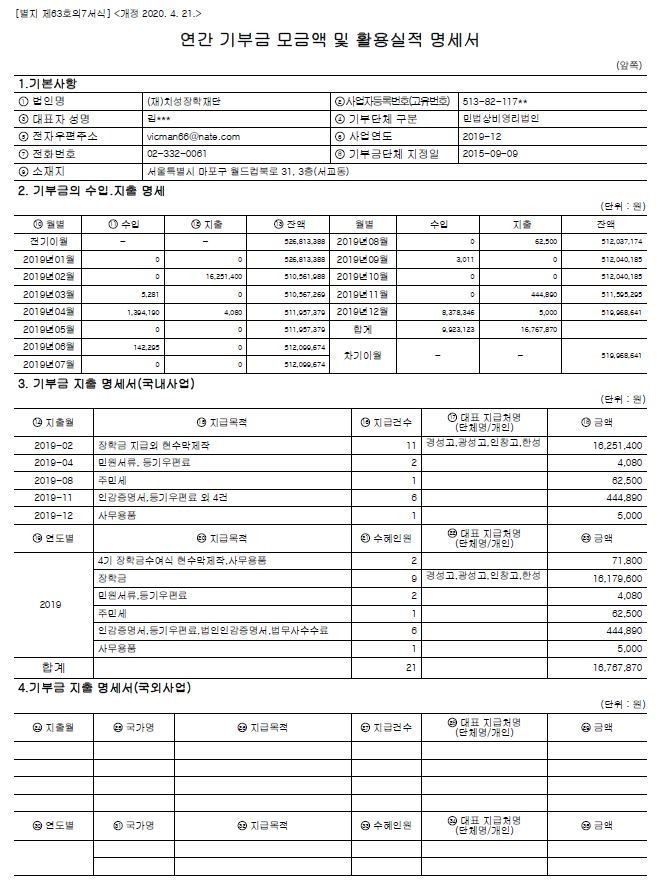 [별지 제63호의7서식] <개정 2020. 4. 21.>
연간 기부금 모금액 및 활용실적 명세서
(앞쪽)
1.기본사항
① 법인명 (재)치성장학재단 ②사업자등록번호(고유번호) 513-82-117**
③ 대표자 성명 림*** ④ 기부단체 구분 민법상비영리법인
⑤ 전자우편주소 vicman66@nate.com ⑥ 사업연도 2019-12
⑦ 전화번호 02-332-0061 ⑧ 기부금단체 지정일 2015-09-09
⑨ 소재지 서울특별시 마포구 월드컵북로 31, 3층(서교동)
2. 기부금의 수입.지출 명세
(단위 : 원)
⑩ 월별 ⑪ 수입 ⑫ 지출 ⑬ 잔액 월별 수입 지출 잔액
전기이월 - - 526,813,388 2019년08월 0 62,500 512,037,174
2019년01월 0 0 526,813,388 2019년09월 3,011 0 512,040,185
2019년02월 0 16,251,400 510,561,988 2019년10월 0 0 512,040,185
2019년03월 5,281 0 510,567,269 2019년11월 0 444,890 511,595,295
2019년04월 1,394,190 4,080 511,957,379 2019년12월 8,378,346 5,000 519,968,641
2019년05월 0 0 511,957,379 합계 9,923,123 16,767,870
2019년06월 142,295 0 512,099,674 차기이월 - - 519,968,641
2019년07월 0 0 512,099,674
3. 기부금 지출 명세서(국내사업)
(단위 : 원)
⑭ 지출월 ⑮ 지급목적 ⑯ 지급건수 ⑰ 대표 지급처명 ⑱ 금액
(단체명/개인)
2019-02 장학금 지급외 현수막제작 11 경성고,광성고,인창고,한성 16,251,400
2019-04 민원서류, 등기우편료 2 4,080
2019-08 주민세 1 62,500
2019-11 인감증명서,등기우편료 외 4건 6 444,890
2019-12 사무용품 1 5,000
⑲ 연도별 ⑳ 지급목적 ㉑ 수혜인원 ㉒ 대표 지급처명 ㉓ 금액
(단체명/개인)
2019 4기 장학금수여식 현수막제작,사무용품 2 71,800
장학금 9 경성고,광성고,인창고,한성 16,179,600
민원서류,등기우편료 2 4,080
주민세 1 62,500
인감증명서,등기우편료,법인인감증명서,법무사수수료 6 444,890
사무용품 1 5,000
합계 21 16,767,870
4.기부금 지출 명세서(국외사업)
(단위 : 원)
㉔ 지출월 ㉕ 국가명 ㉖ 지급목적 ㉗ 지급건수 ㉘ 대표 지급처명 ㉙ 금액
(단체명/개인)
㉚ 연도별 ㉛ 국가명 ㉜ 지급목적 ㉝ 수혜인원 ㉞ 대표 지급처명 ㉟ 금액
(단체명/개인)